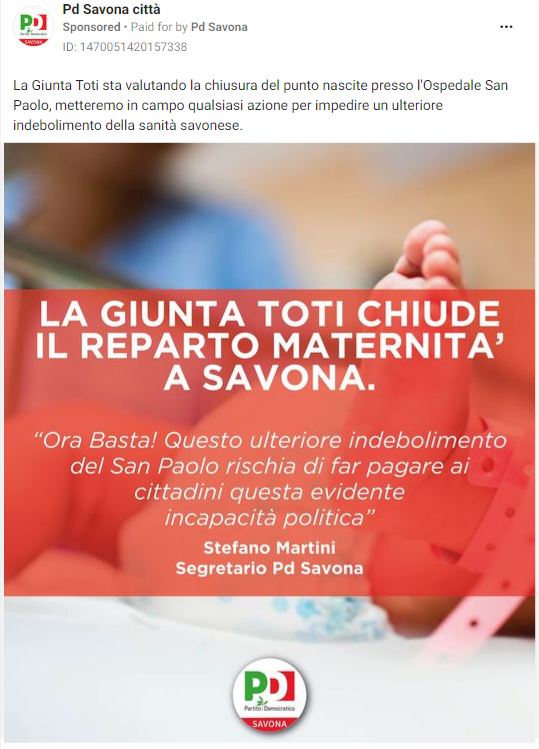 Pd Savona città
Sponsored • Paid for by Pd Savona
ID: 1470051420157338
La Giunta Toti sta valutando la chiusura del punto nascite presso l'Ospedale San
Paolo, metteremo in campo qualsiasi azione per impedire un ulteriore
indebolimento della sanità savonese.
LA GIUNTA TOTI CHIUDE
IL REPARTO MATERNITA’
A SAVONA.
“Ora Basta! Questo ulteriore indebolimento
del San Paolo rischia di far pagare ai
cittadini questa evidente
incapacità politica”
Stefano Martini
Segretario Pd Savona
PD
Partito Democratico
SAVONA